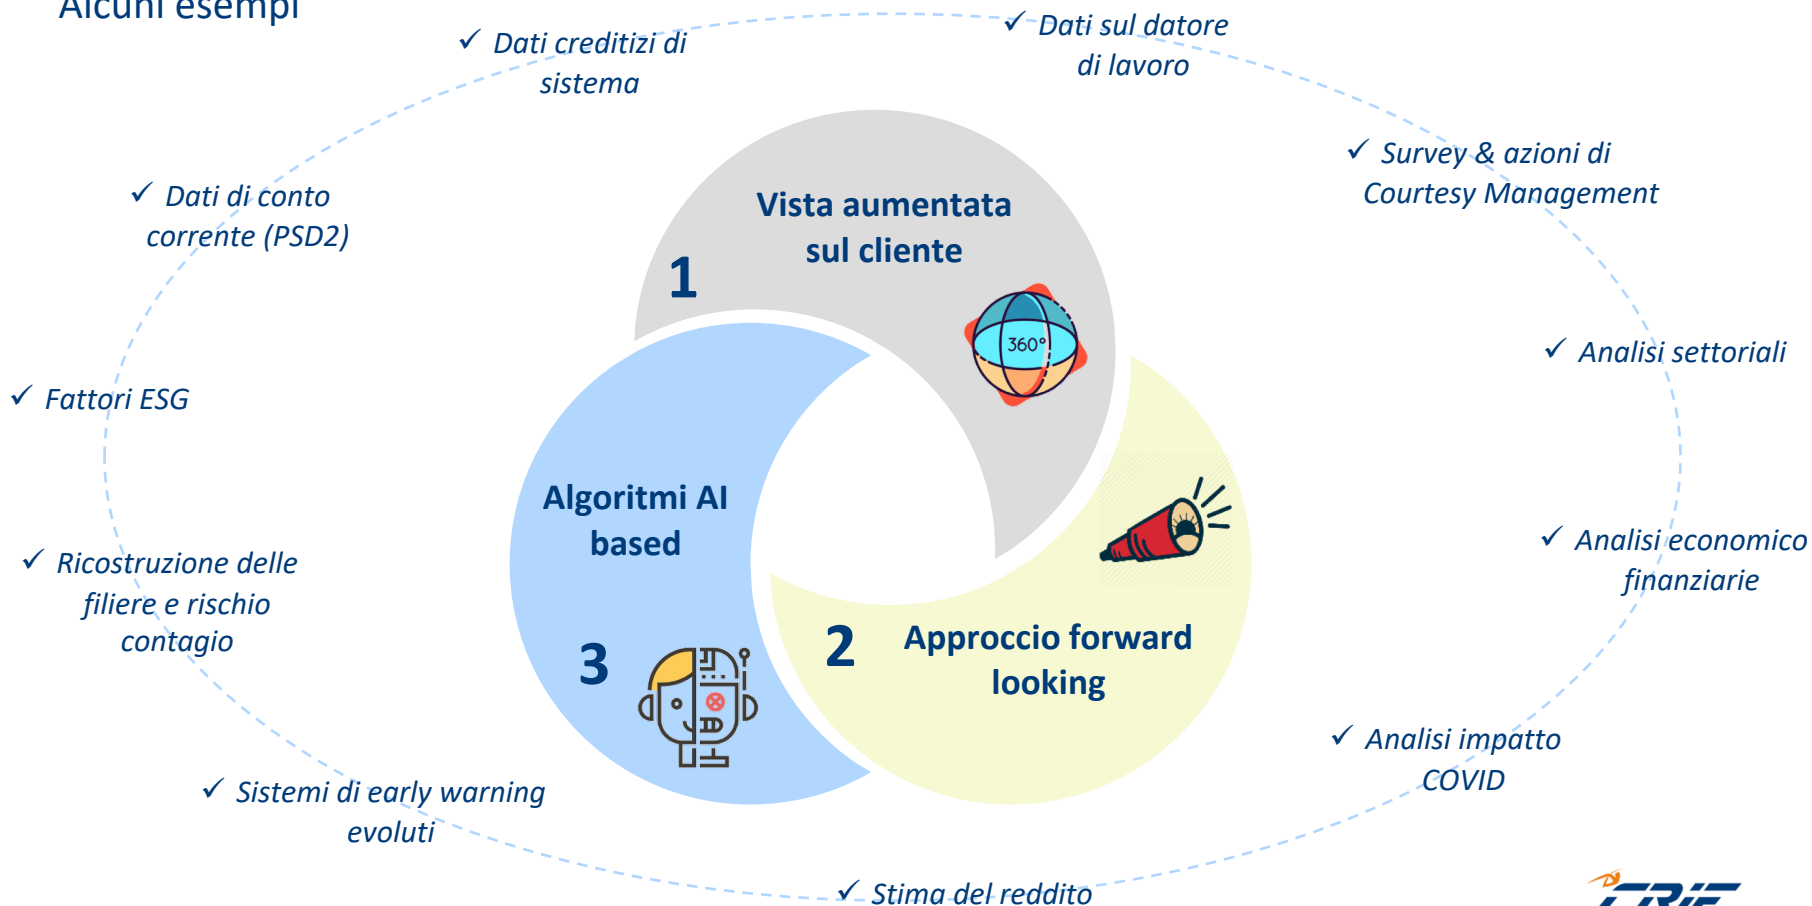 Alcuni esempi
✓ Dati creditizi di
sistema
✓ Dati sul datore
di lavoro
✓ Survey & azioni di
Courtesy Management
✓ Dati di conto
corrente (PSD2)
Vista aumentata
sul cliente
1
360°
✓ Analisi settoriali
✓ Fattori ESG
Algoritmi AI
based
3
✓ Analisi economico
finanziarie
✓ Ricostruzione delle
filiere e rischio
contagio
2
Approccio forward
looking
✓ Analisi impatto
COVID
✓ Sistemi di early warning
evoluti
✓ Stima del reddito
CRIF